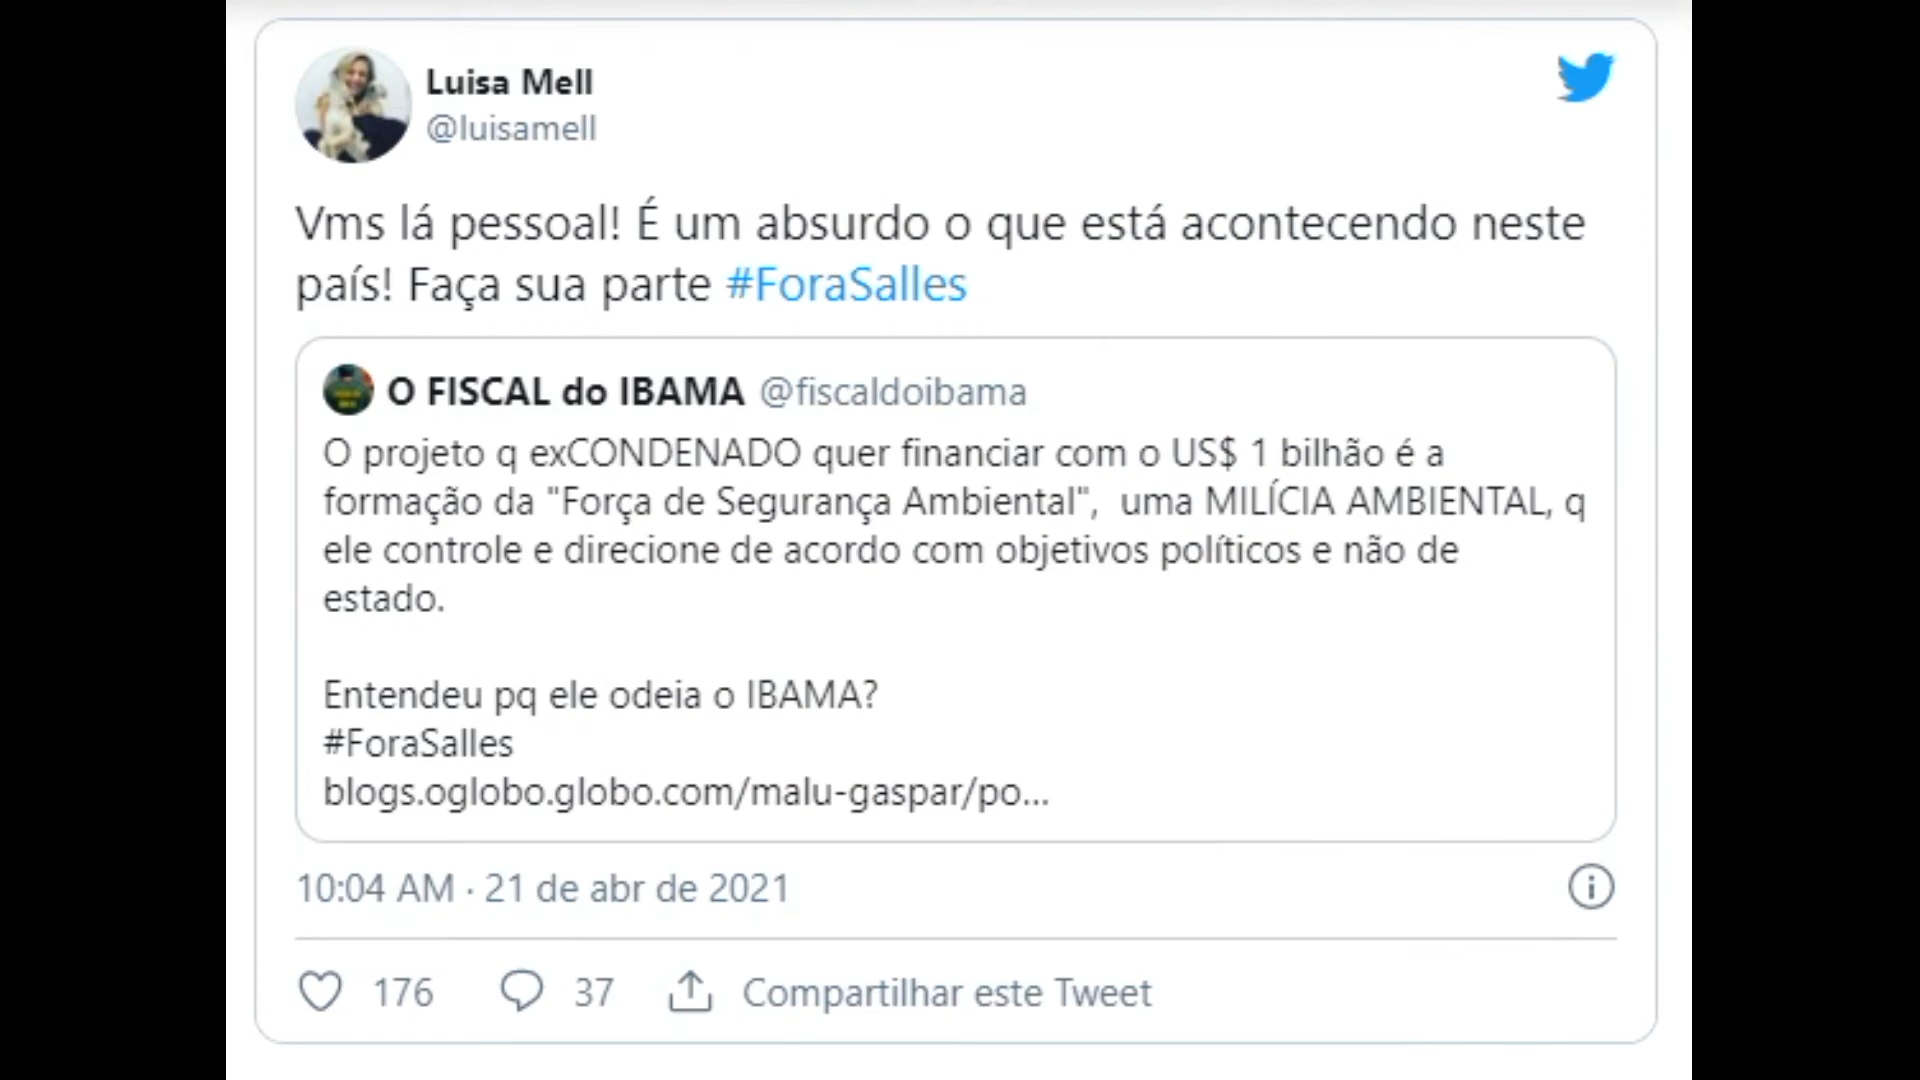 Luisa Mell
@luisamell
Vms lá pessoal! É um absurdo o que está acontecendo neste
país! Faça sua parte #ForaSalles
O FISCAL do IBAMA @fiscaldoibama
O projeto q exCONDENADO quer financiar com o US$ 1 bilhão é a
formação da "Força de Segurança Ambiental",  uma MILÍCIA AMBIENTAL, q
ele controle e direcione de acordo com objetivos políticos e não de
estado.
Entendeu pq ele odeia o IBAMA?
#ForaSalles
blogs.oglobo.globo.com/malu-gaspar/po...
10:04 AM · 21 de abr de 2021
176 37 Compartilhar este Tweet